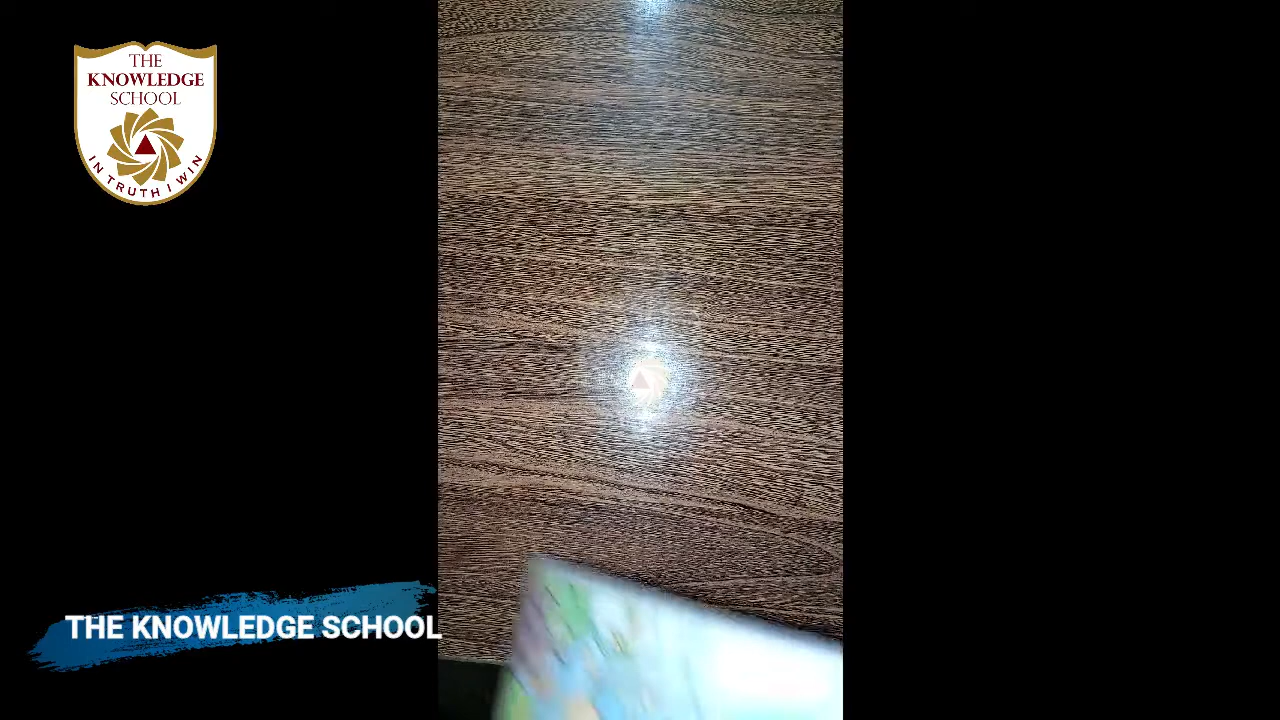 THE
KNOWLEDGE
SCHOOL
IN TRUTH I WIN
THE KNOWLEDGE SCHOOL